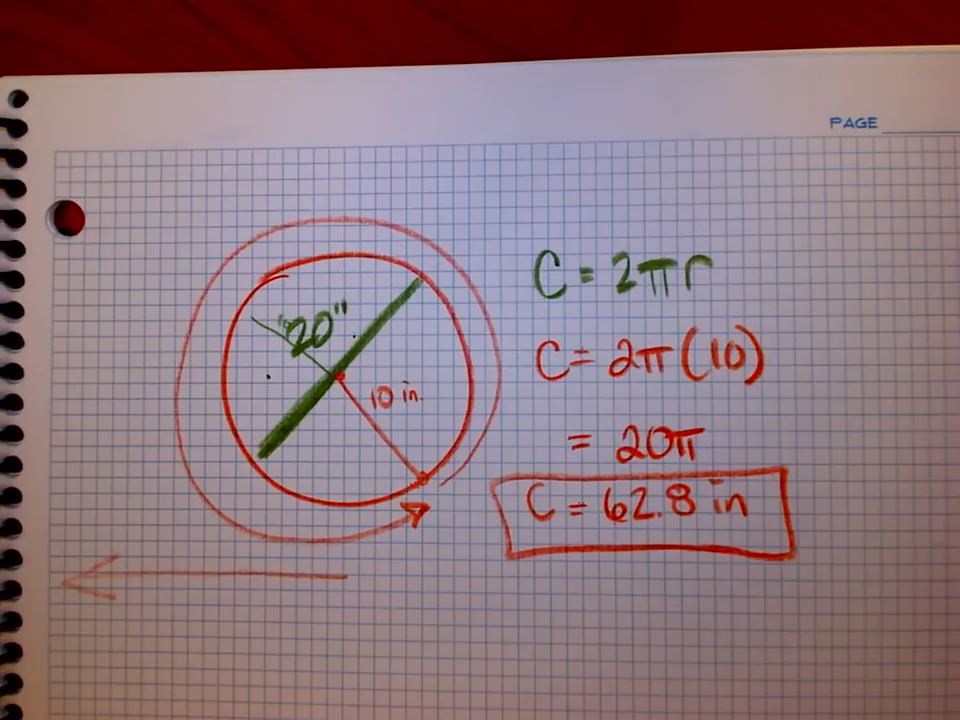 PAGE
C = 2πr
"20"
C = 2π(10)
10 in.
= 20π
C = 62.8 in